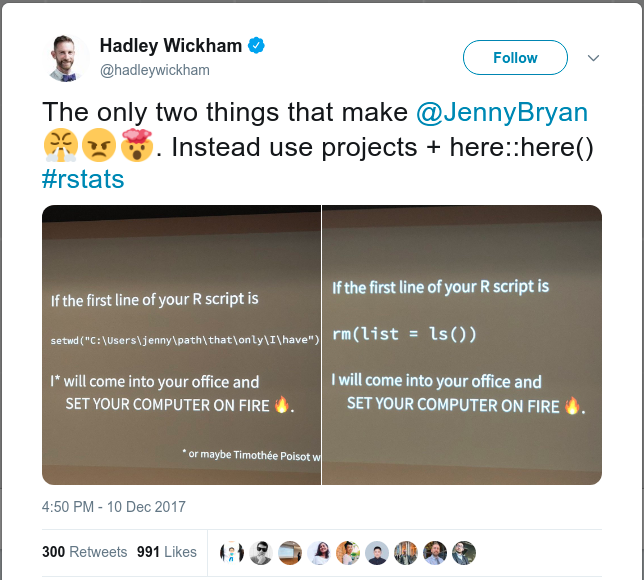 Hadley Wickham
@hadleywickham
Follow
The only two things that make @JennyBryan
😤😠🤯. Instead use projects + here::here()
#rstats
If the first line of your R script is
setwd("C:\Users\jenny\path\that\only\I\have")
I* will come into your office and
SET YOUR COMPUTER ON FIRE 🔥.
* or maybe Timothée Poisot w
If the first line of your R script is
rm(list = ls())
I will come into your office and
SET YOUR COMPUTER ON FIRE 🔥.
4:50 PM - 10 Dec 2017
300 Retweets 991 Likes